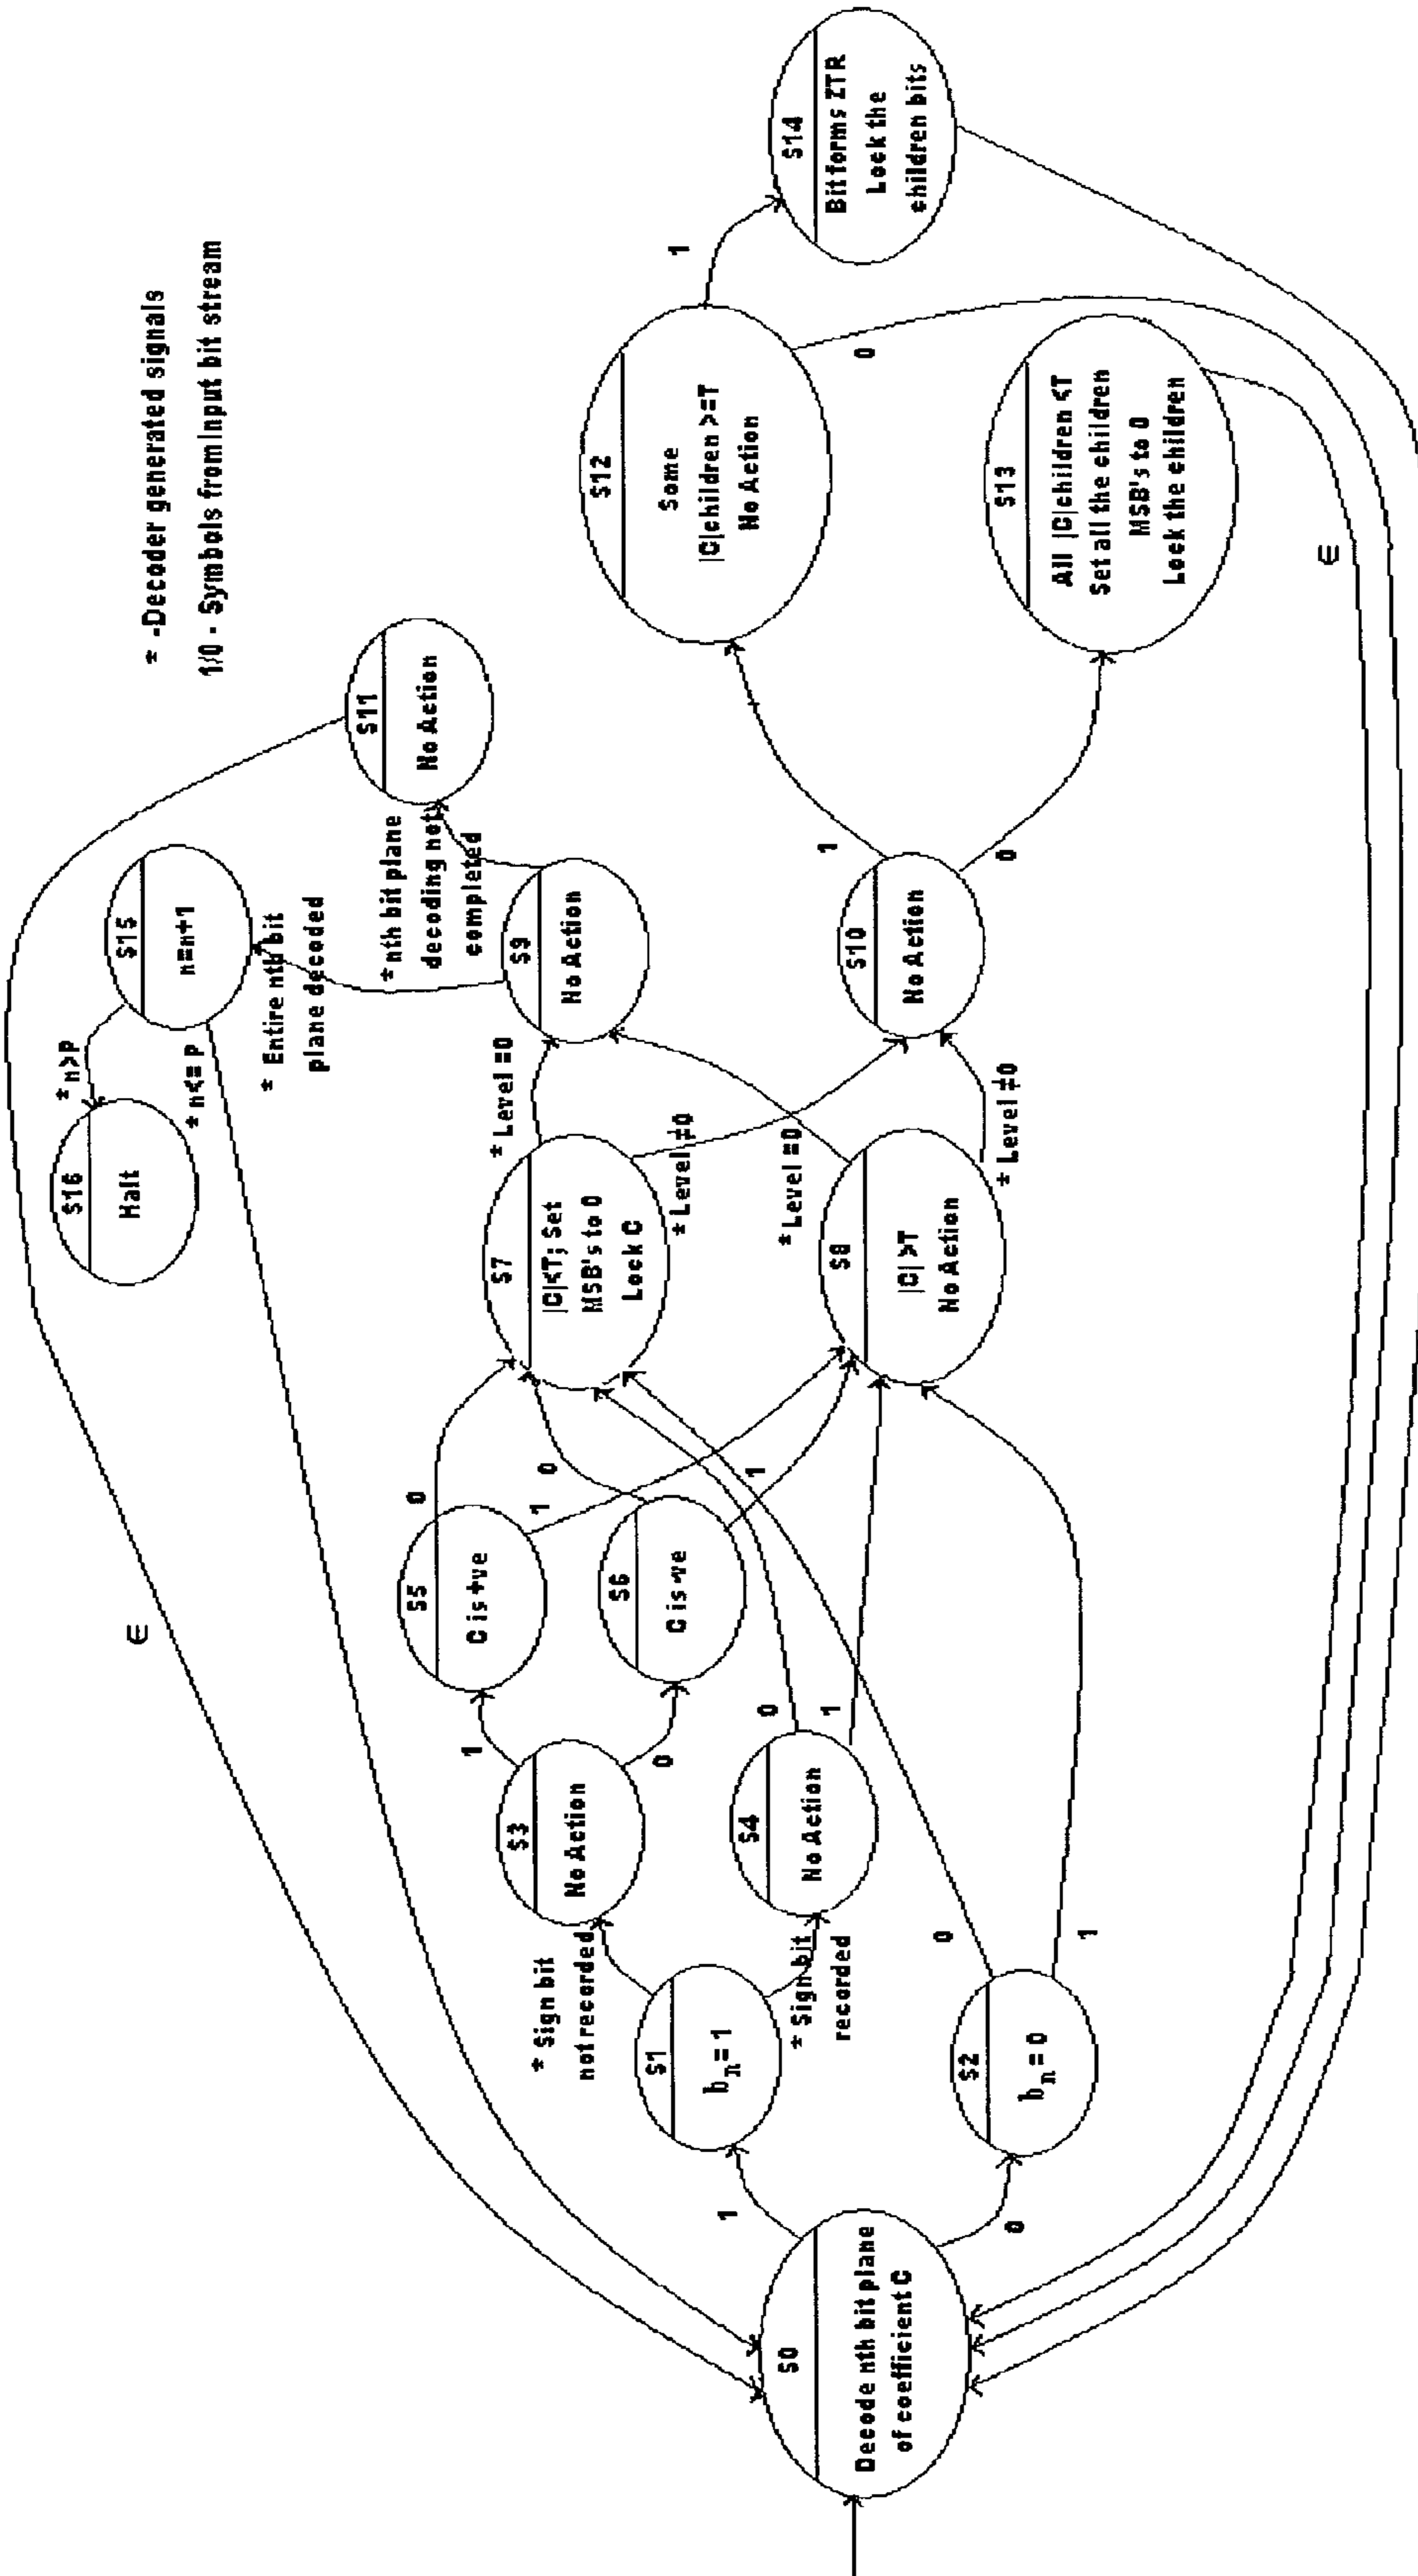 * -Decoder generated signals
1/0 - Symbols from Input bit stream
S0
Decode nth bit plane
of coefficient C
1
0
S1
b n = 1
S2
b n = 0
* Sign bit
not recorded
* Sign bit
recorded
0
1
S3
No Action
S4
No Action
1
0
0
1
S5
C is +ve
S6
C is -ve
0
1
0
1
S7
|C|<T; Set
MSB's to 0
Lock C
S8
|C| >T
No Action
* Level =0
* Level ≠0
* Level =0
* Level ≠0
S9
No Action
S10
No Action
* Entire nth bit
plane decoded
* nth bit plane
decoding not
completed
1
0
S11
No Action
S12
Some
|C|children >=T
No Action
S13
All |C|children <T
Set all the children
MSB's to 0
Lock the children
1
0
S14
Bit forms ZTR
Lock the
children bits
S15
n=n+1
* n>P
* n<= P
S16
Halt
∈
∈